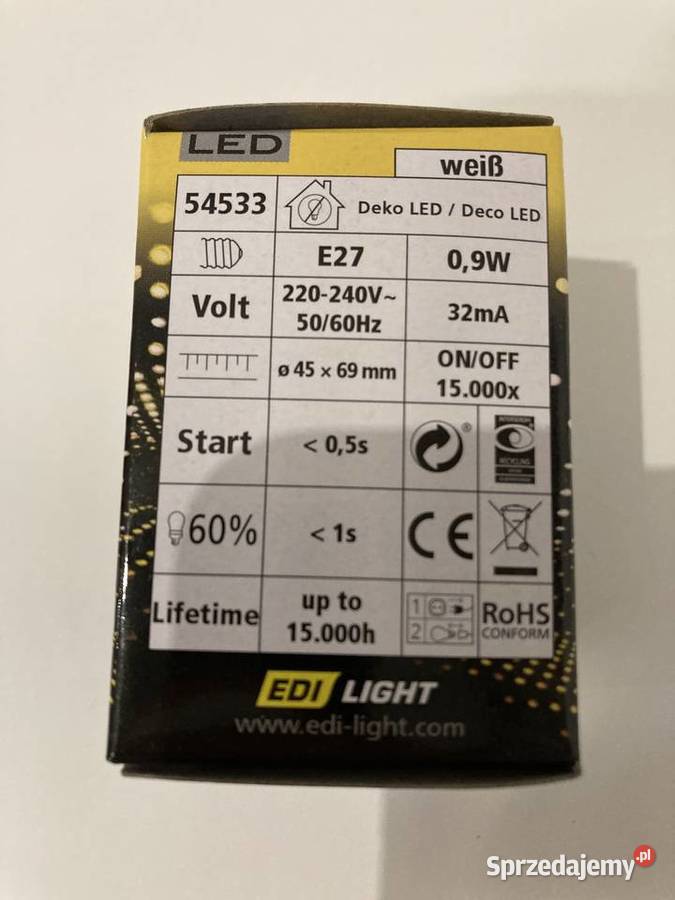 LED
weiß
54533
Deko LED / Deco LED
E27
0,9W
Volt
220-240V~
50/60Hz
32mA
ø 45 × 69 mm
ON/OFF
15.000x
Start
< 0,5s
®
60%
< 1s
CE
Lifetime
up to
15.000h
1
2
RoHS
CONFORM
EDI LIGHT
www.edi-light.com
Sprzedajemy.pl